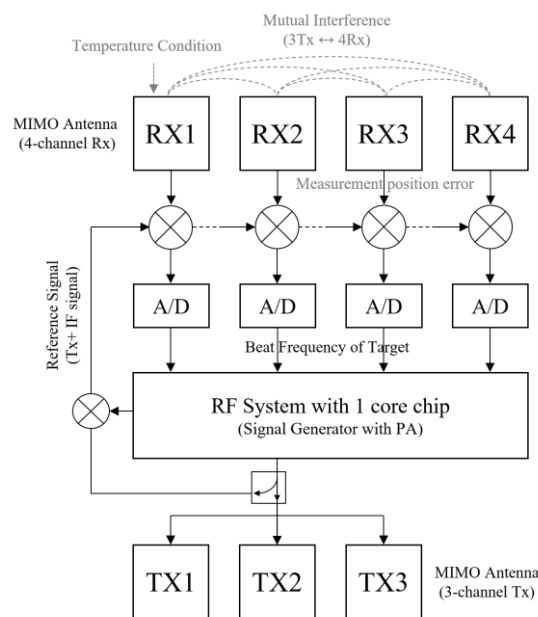 Mutual Interference
(3Tx ↔ 4Rx)
Temperature Condition
MIMO Antenna
(4-channel Rx)
RX1
RX2
RX3
RX4
Measurement position error
Reference Signal
(Tx+ IF signal)
A/D
A/D
A/D
A/D
Beat Frequency of Target
RF System with 1 core chip
(Signal Generator with PA)
TX1
TX2
TX3
MIMO Antenna
(3-channel Tx)